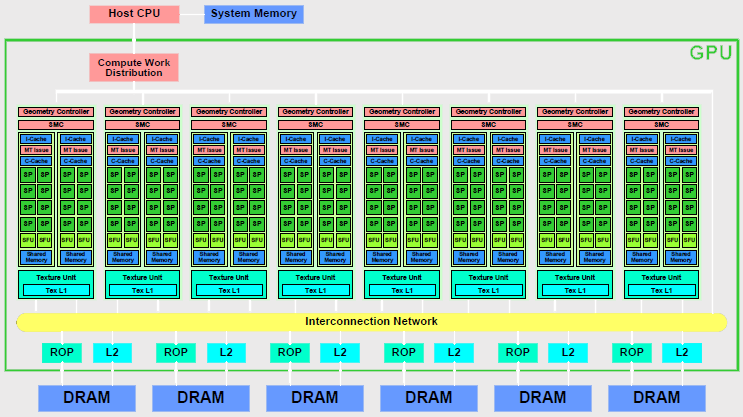 Host CPU System Memory
GPU
Compute Work
Distribution
Geometry Controller Geometry Controller Geometry Controller Geometry Controller Geometry Controller Geometry Controller Geometry Controller Geometry Controller
SMC SMC SMC SMC SMC SMC SMC SMC
I-Cache I-Cache I-Cache I-Cache I-Cache I-Cache I-Cache I-Cache I-Cache I-Cache I-Cache I-Cache I-Cache I-Cache I-Cache I-Cache
MT Issue MT Issue MT Issue MT Issue MT Issue MT Issue MT Issue MT Issue MT Issue MT Issue MT Issue MT Issue MT Issue MT Issue MT Issue MT Issue
C-Cache C-Cache C-Cache C-Cache C-Cache C-Cache C-Cache C-Cache C-Cache C-Cache C-Cache C-Cache C-Cache C-Cache C-Cache C-Cache
SP SP SP SP SP SP SP SP SP SP SP SP SP SP SP SP SP SP SP SP SP SP SP SP SP SP SP SP SP SP SP SP
SP SP SP SP SP SP SP SP SP SP SP SP SP SP SP SP SP SP SP SP SP SP SP SP SP SP SP SP SP SP SP SP
SP SP SP SP SP SP SP SP SP SP SP SP SP SP SP SP SP SP SP SP SP SP SP SP SP SP SP SP SP SP SP SP
SP SP SP SP SP SP SP SP SP SP SP SP SP SP SP SP SP SP SP SP SP SP SP SP SP SP SP SP SP SP SP SP
SFU SFU SFU SFU SFU SFU SFU SFU SFU SFU SFU SFU SFU SFU SFU SFU SFU SFU SFU SFU SFU SFU SFU SFU SFU SFU SFU SFU SFU SFU SFU SFU
Shared Shared Shared Shared Shared Shared Shared Shared Shared Shared Shared Shared Shared Shared Shared Shared
Memory Memory Memory Memory Memory Memory Memory Memory Memory Memory Memory Memory Memory Memory Memory Memory
Texture Unit Texture Unit Texture Unit Texture Unit Texture Unit Texture Unit Texture Unit Texture Unit
Tex L1 Tex L1 Tex L1 Tex L1 Tex L1 Tex L1 Tex L1 Tex L1
Interconnection Network
ROP L2 ROP L2 ROP L2 ROP L2 ROP L2 ROP L2
DRAM DRAM DRAM DRAM DRAM DRAM